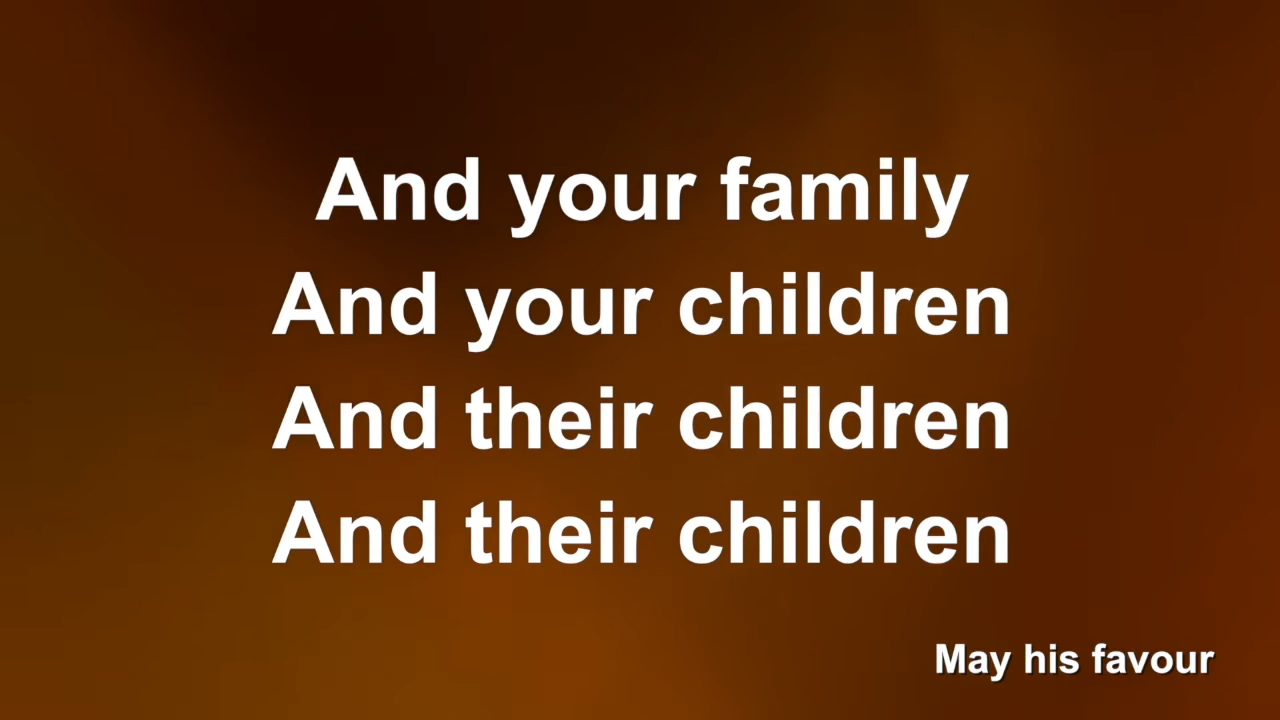 And your family
And your children
And their children
And their children
May his favour